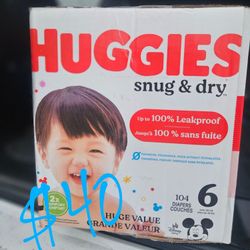 HUGGIES
snug & dry
Up to 100% Leakproof
Jusqu'à 100 % sans fuite
2x
$40
HUGE VALUE
GRANDE VALEUR
104
DIAPERS
COUCHES
6